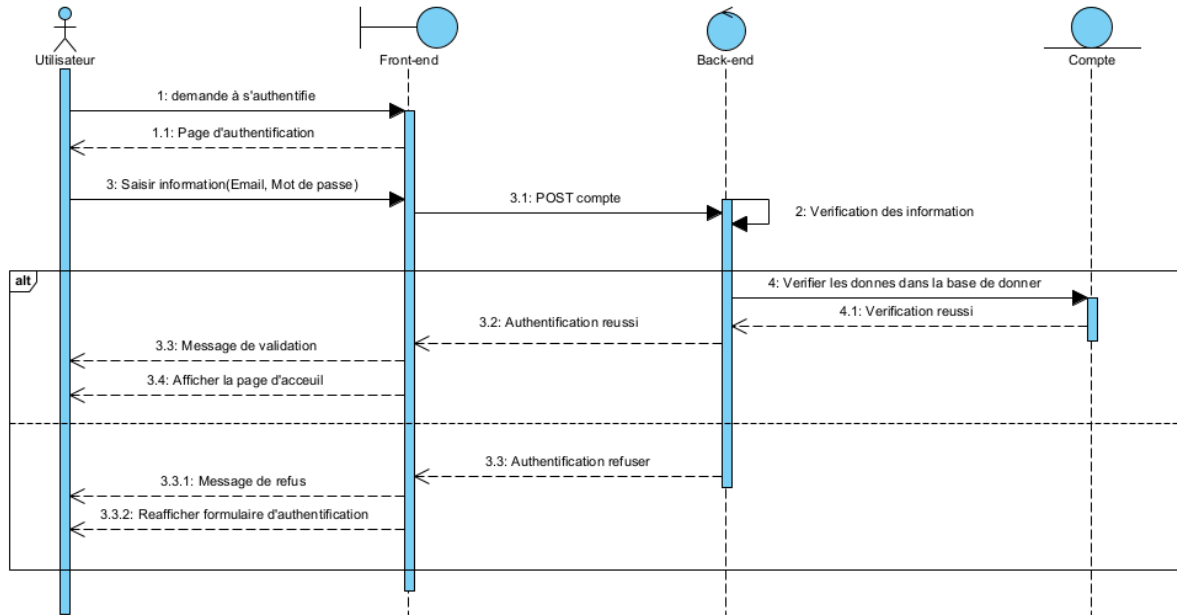 Utilisateur
Front-end
Back-end
Compte
1: demande à s'authentifie
1.1: Page d'authentification
3: Saisir information(Email, Mot de passe)
3.1: POST compte
2: Verification des information
alt
4: Verifier les donnes dans la base de donner
4.1: Verification reussi
3.2: Authentification reussi
3.3: Message de validation
3.4: Afficher la page d'acceuil
3.3: Authentification refuser
3.3.1: Message de refus
3.3.2: Reafficher formulaire d'authentification